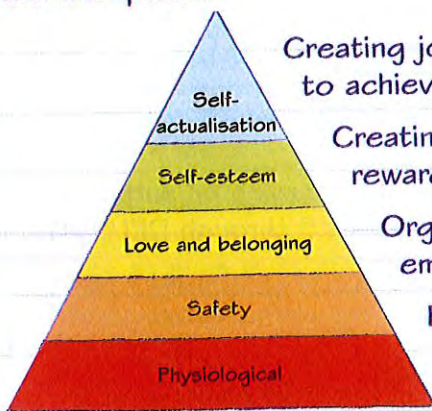 Creating jo
to achiev
Self-
actualisation
Creatin
rewar
Self-esteem
Org
em
Love and belonging
Safety
Physiological